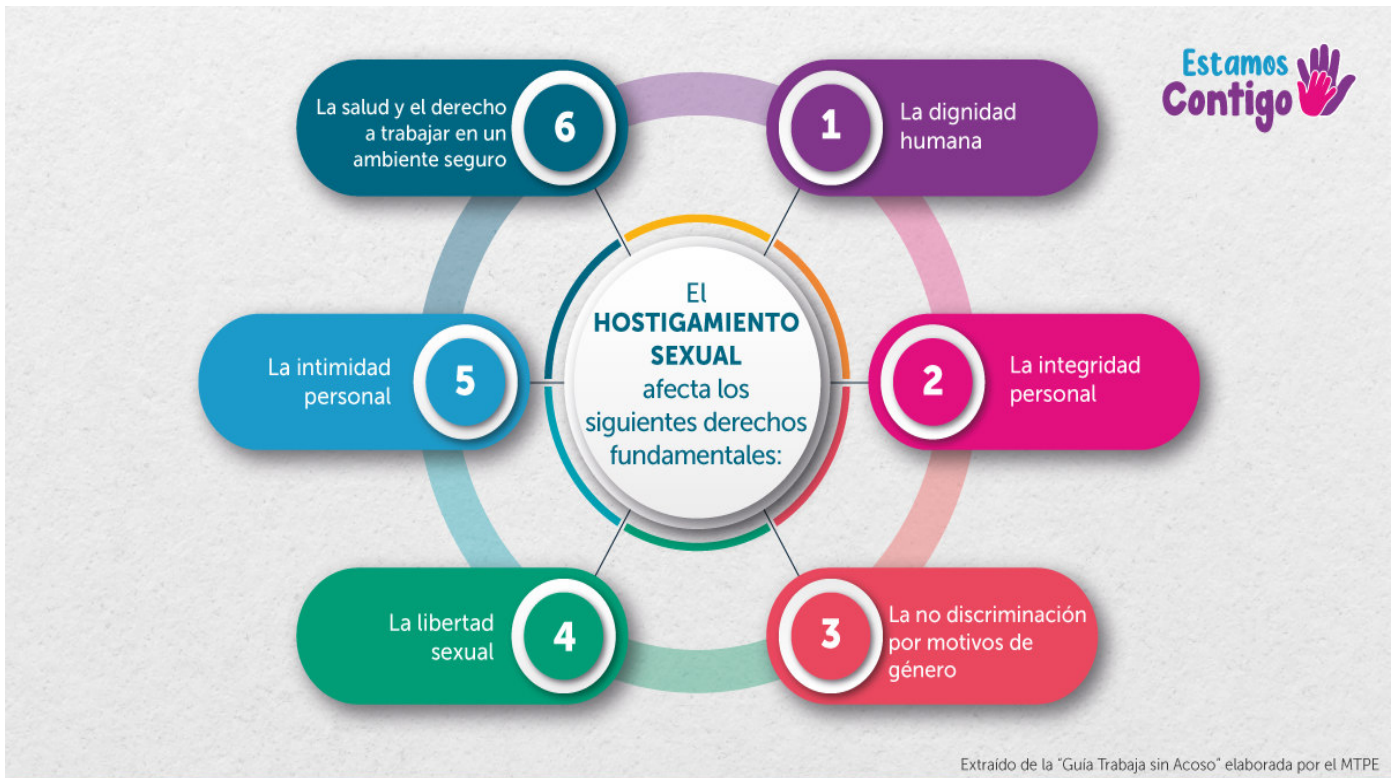 Estamos
Contigo
El
HOSTIGAMIENTO
SEXUAL
afecta los
siguientes derechos
fundamentales:
1
La dignidad
humana
2
La integridad
personal
3
La no discriminación
por motivos de
género
4
La libertad
sexual
5
La intimidad
personal
6
La salud y el derecho
a trabajar en un
ambiente seguro
Extraído de la "Guía Trabaja sin Acoso" elaborada por el MTPE